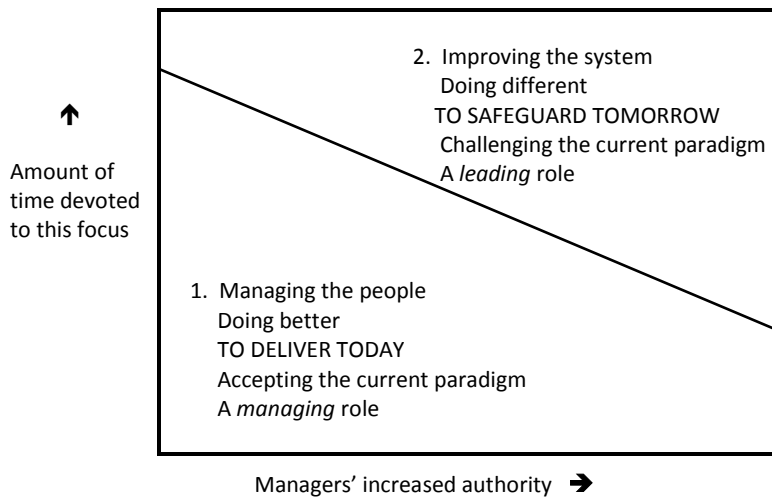 2. Improving the system
Doing different
TO SAFEGUARD TOMORROW
Challenging the current paradigm
A leading role
🡱
Amount of
time devoted
to this focus
1. Managing the people
Doing better
TO DELIVER TODAY
Accepting the current paradigm
A managing role
Managers’ increased authority 🡲